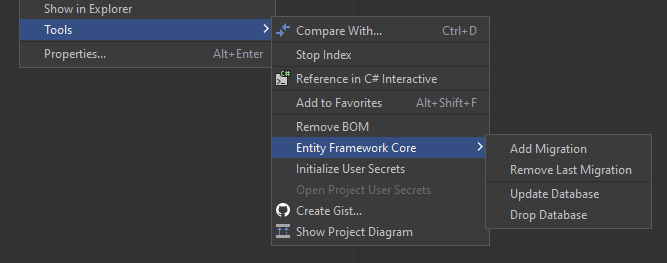 Show in Explorer
Tools
Properties... Alt+Enter
Compare With... Ctrl+D
Stop Index
Reference in C# Interactive
Add to Favorites Alt+Shift+F
Remove BOM
Entity Framework Core
Initialize User Secrets
Open Project User Secrets
Create Gist...
Show Project Diagram
Add Migration
Remove Last Migration
Update Database
Drop Database